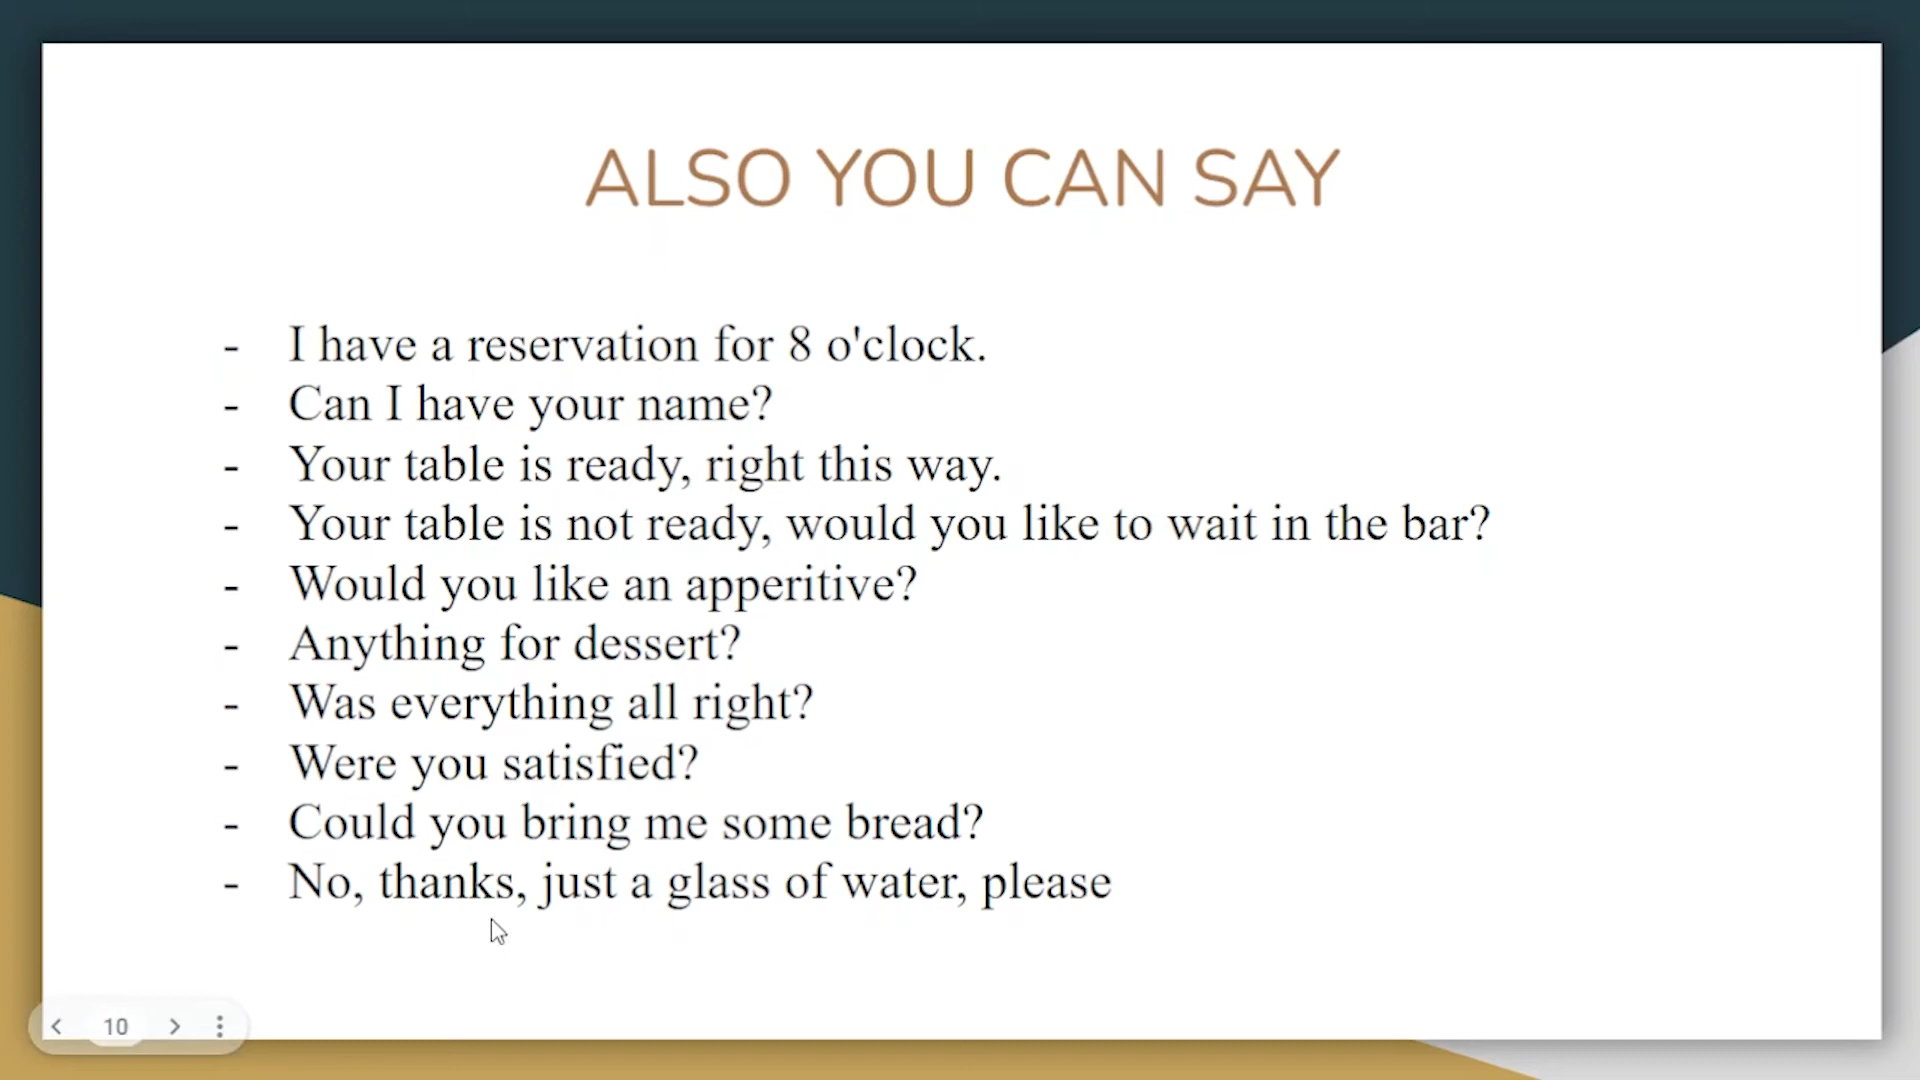 ALSO YOU CAN SAY
- I have a reservation for 8 o'clock.
- Can I have your name?
- Your table is ready, right this way.
- Your table is not ready, would you like to wait in the bar?
- Would you like an apperitive?
- Anything for dessert?
- Was everything all right?
- Were you satisfied?
- Could you bring me some bread?
- No, thanks, just a glass of water, please
10